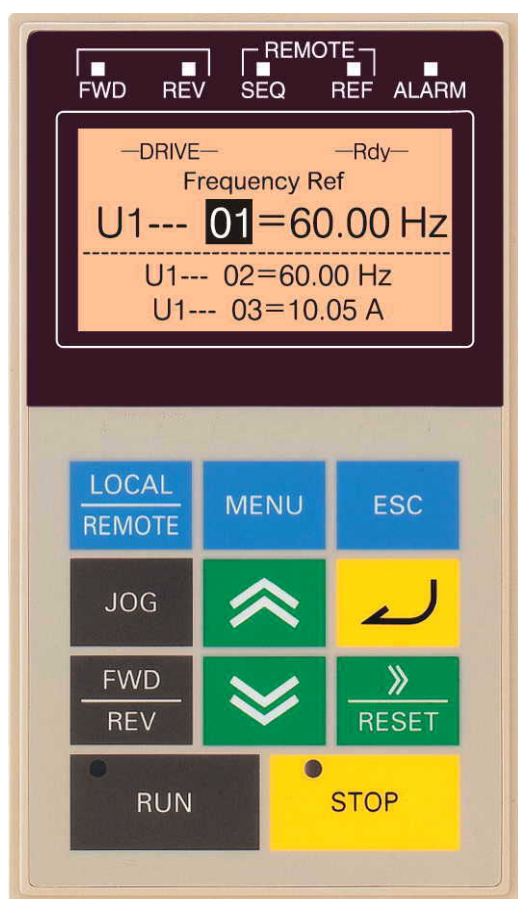 REMOTE
FWD REV SEQ REF ALARM
—DRIVE— —Rdy—
Frequency Ref
U1--- 01=60.00 Hz
U1--- 02=60.00 Hz
U1--- 03=10.05 A
LOCAL
REMOTE
MENU
ESC
JOG
FWD
REV
RESET
RUN
STOP